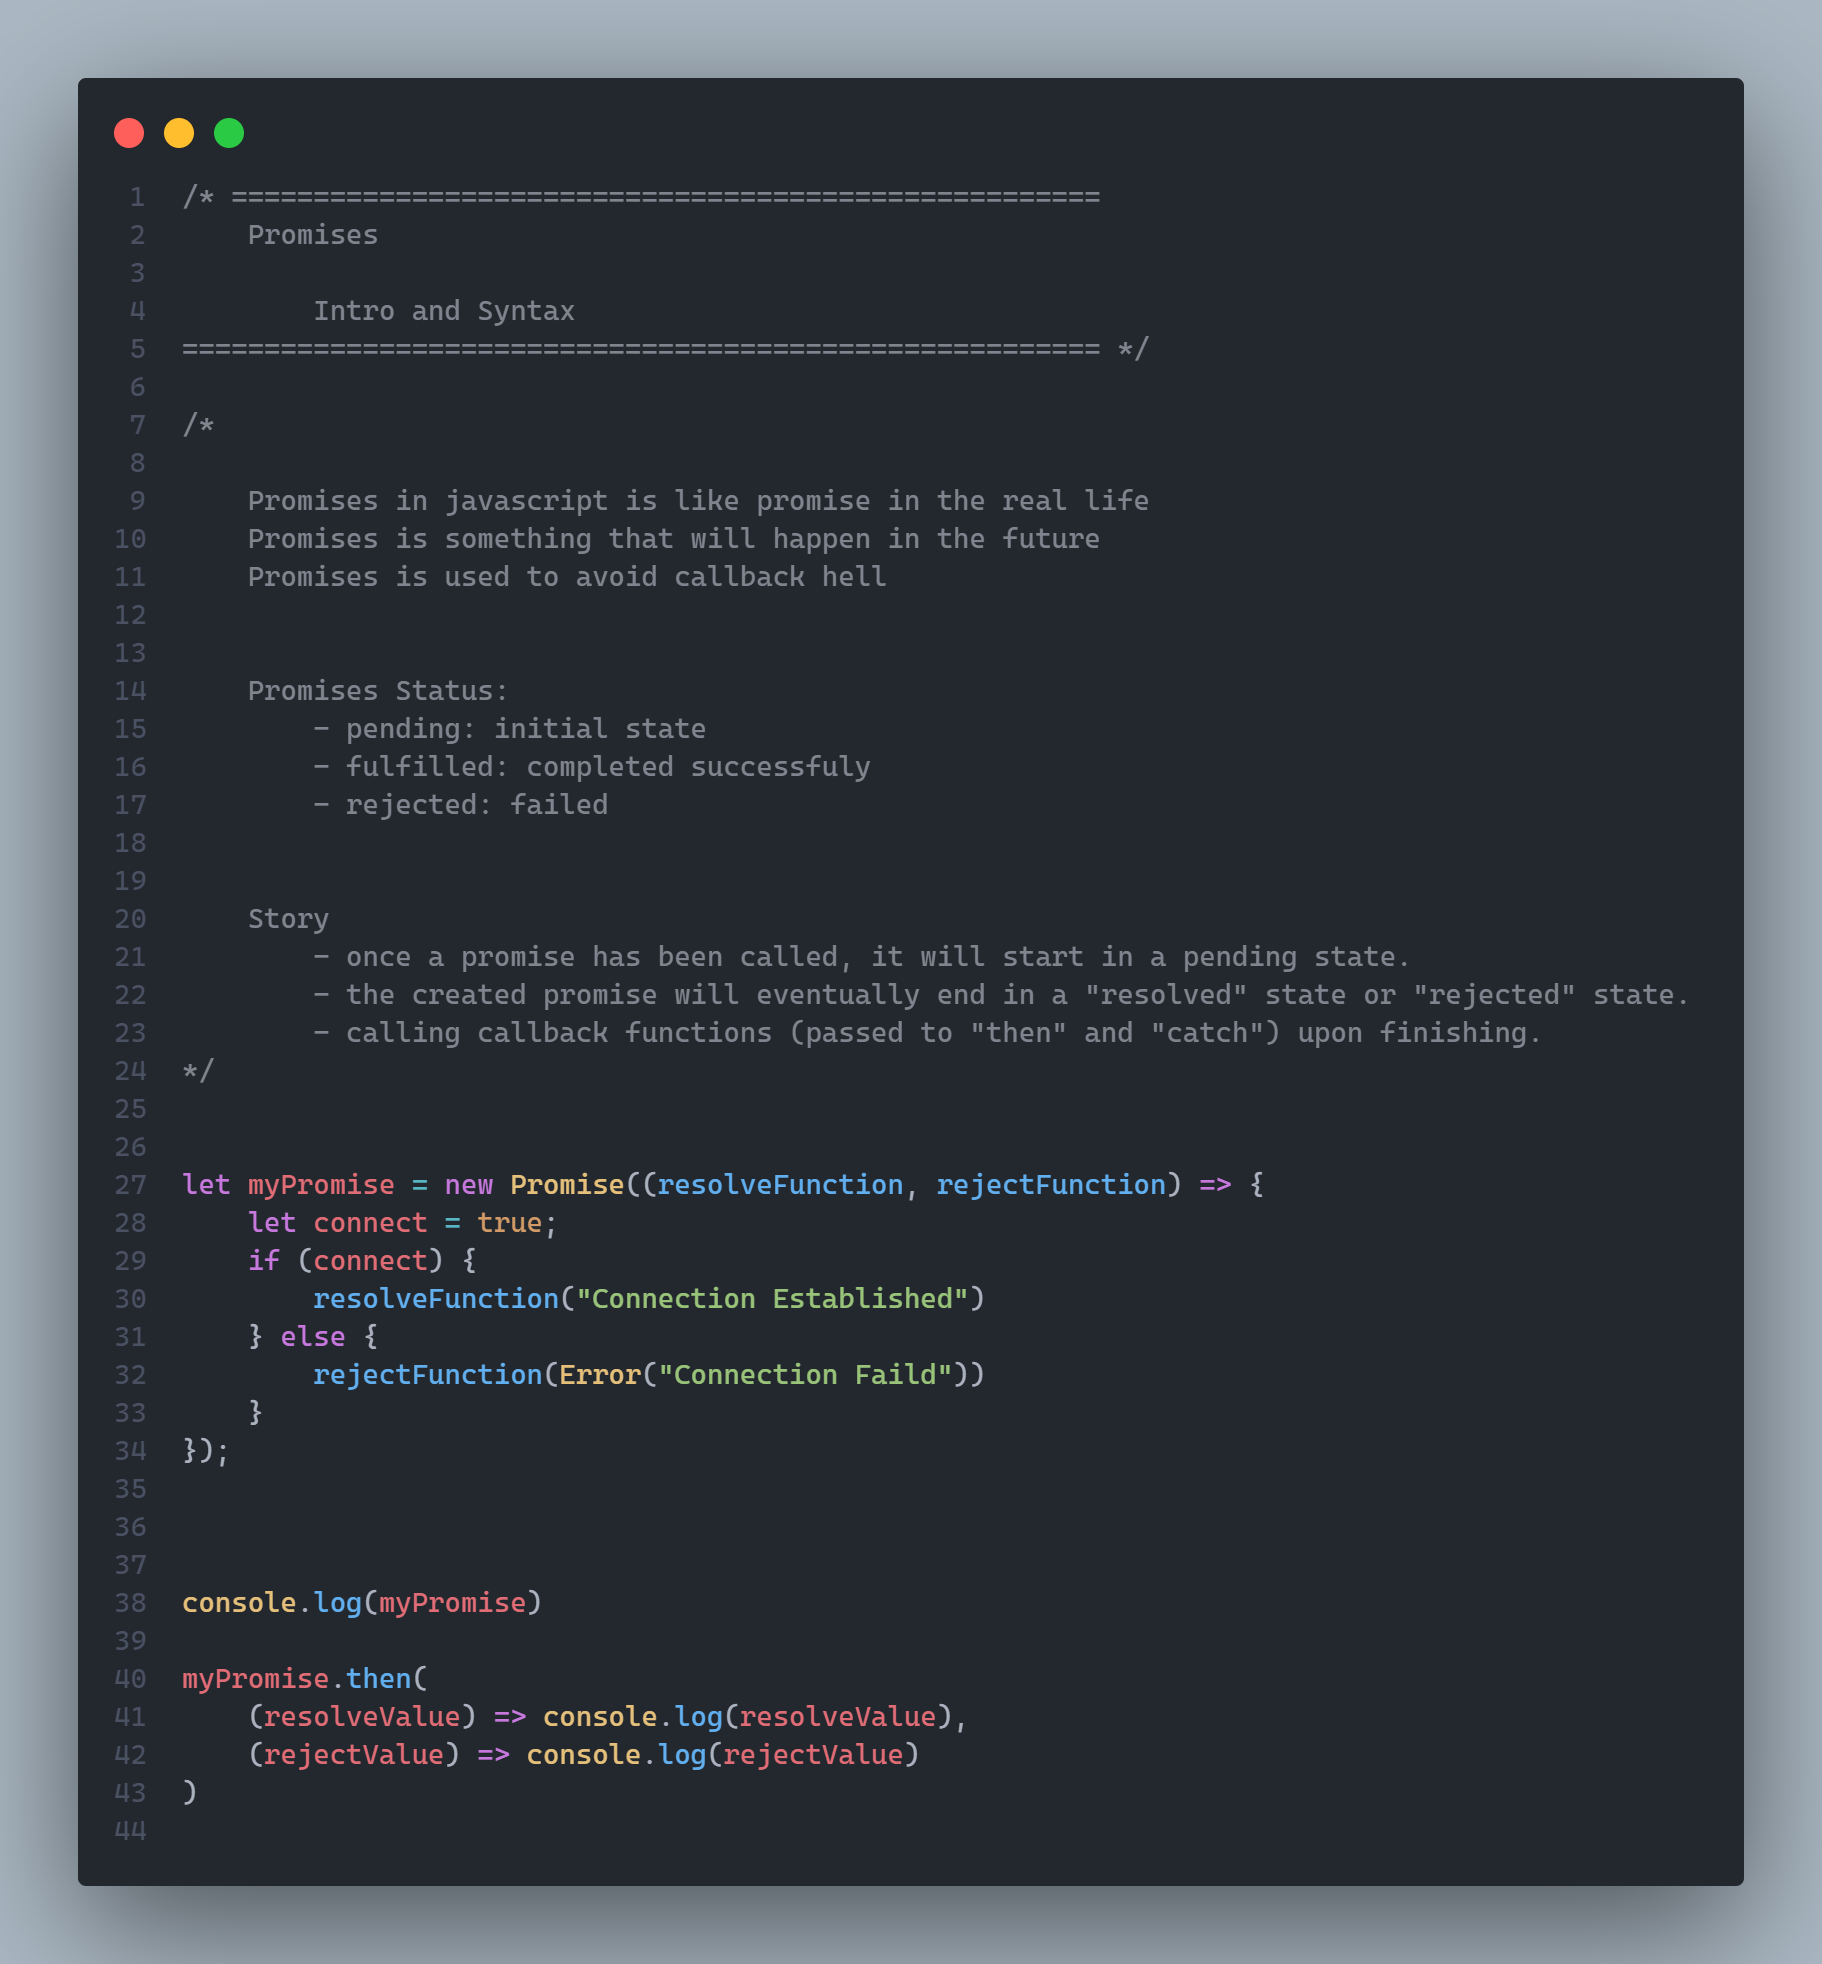 1 /* =====================================================
2     Promises
3
4         Intro and Syntax
5 ======================================================== */
6
7 /*
8
9     Promises in javascript is like promise in the real life
10     Promises is something that will happen in the future
11     Promises is used to avoid callback hell
12
13
14     Promises Status:
15         - pending: initial state
16         - fulfilled: completed successfuly
17         - rejected: failed
18
19
20     Story
21         - once a promise has been called, it will start in a pending state.
22         - the created promise will eventually end in a "resolved" state or "rejected" state.
23         - calling callback functions (passed to "then" and "catch") upon finishing.
24 */
25
26
27 let myPromise = new Promise((resolveFunction, rejectFunction) => {
28     let connect = true;
29     if (connect) {
30         resolveFunction("Connection Established")
31     } else {
32         rejectFunction(Error("Connection Faild"))
33     }
34 });
35
36
37
38 console.log(myPromise)
39
40 myPromise.then(
41     (resolveValue) => console.log(resolveValue),
42     (rejectValue) => console.log(rejectValue)
43 )
44